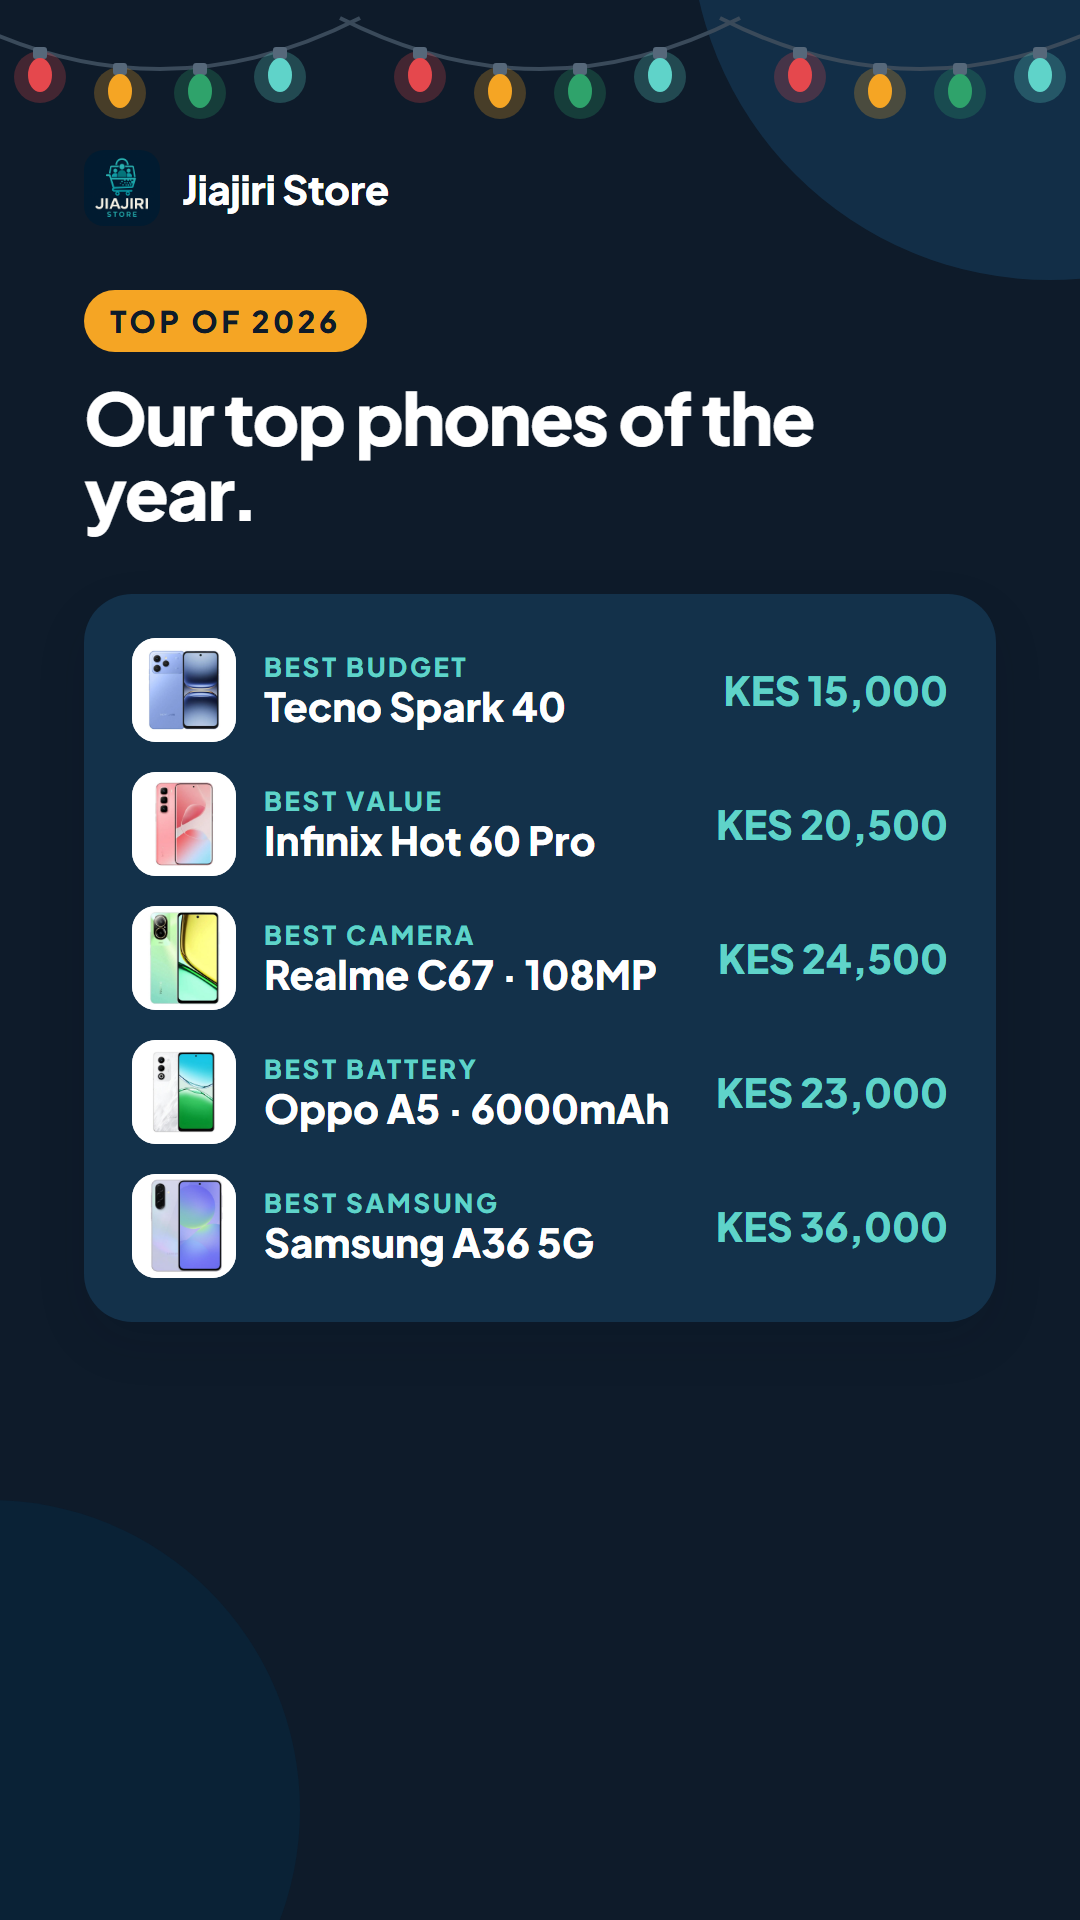 JIAJIRI
STORE
Jiajiri Store
TOP OF 2026
Our top phones of the
year.
BEST BUDGET
Tecno Spark 40
KES 15,000
BEST VALUE
Infinix Hot 60 Pro
KES 20,500
BEST CAMERA
Realme C67 · 108MP
KES 24,500
BEST BATTERY
Oppo A5 · 6000mAh
KES 23,000
BEST SAMSUNG
Samsung A36 5G
KES 36,000